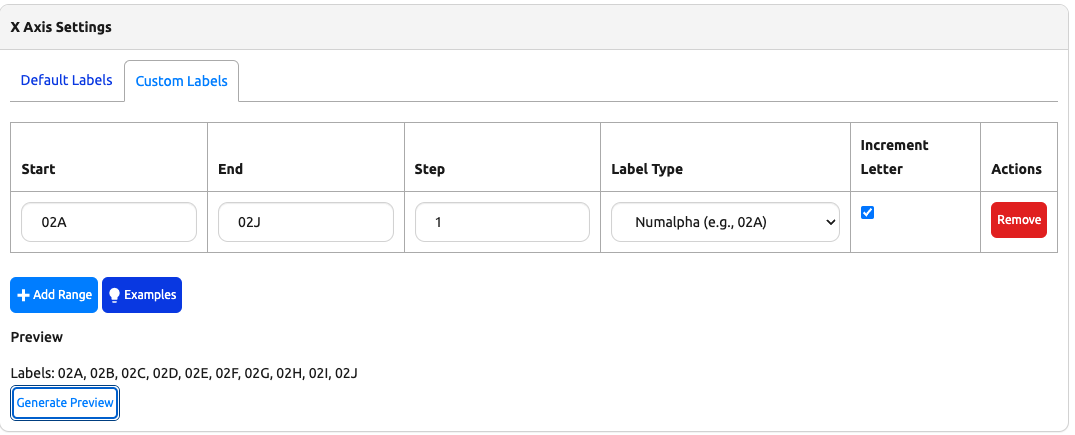 X Axis Settings
Default Labels
Custom Labels
Start
End
Step
Label Type
Increment
Letter
Actions
02A
02J
1
Numalpha (e.g., 02A)
Remove
Add Range
Examples
Preview
Labels: 02A, 02B, 02C, 02D, 02E, 02F, 02G, 02H, 02I, 02J
Generate Preview